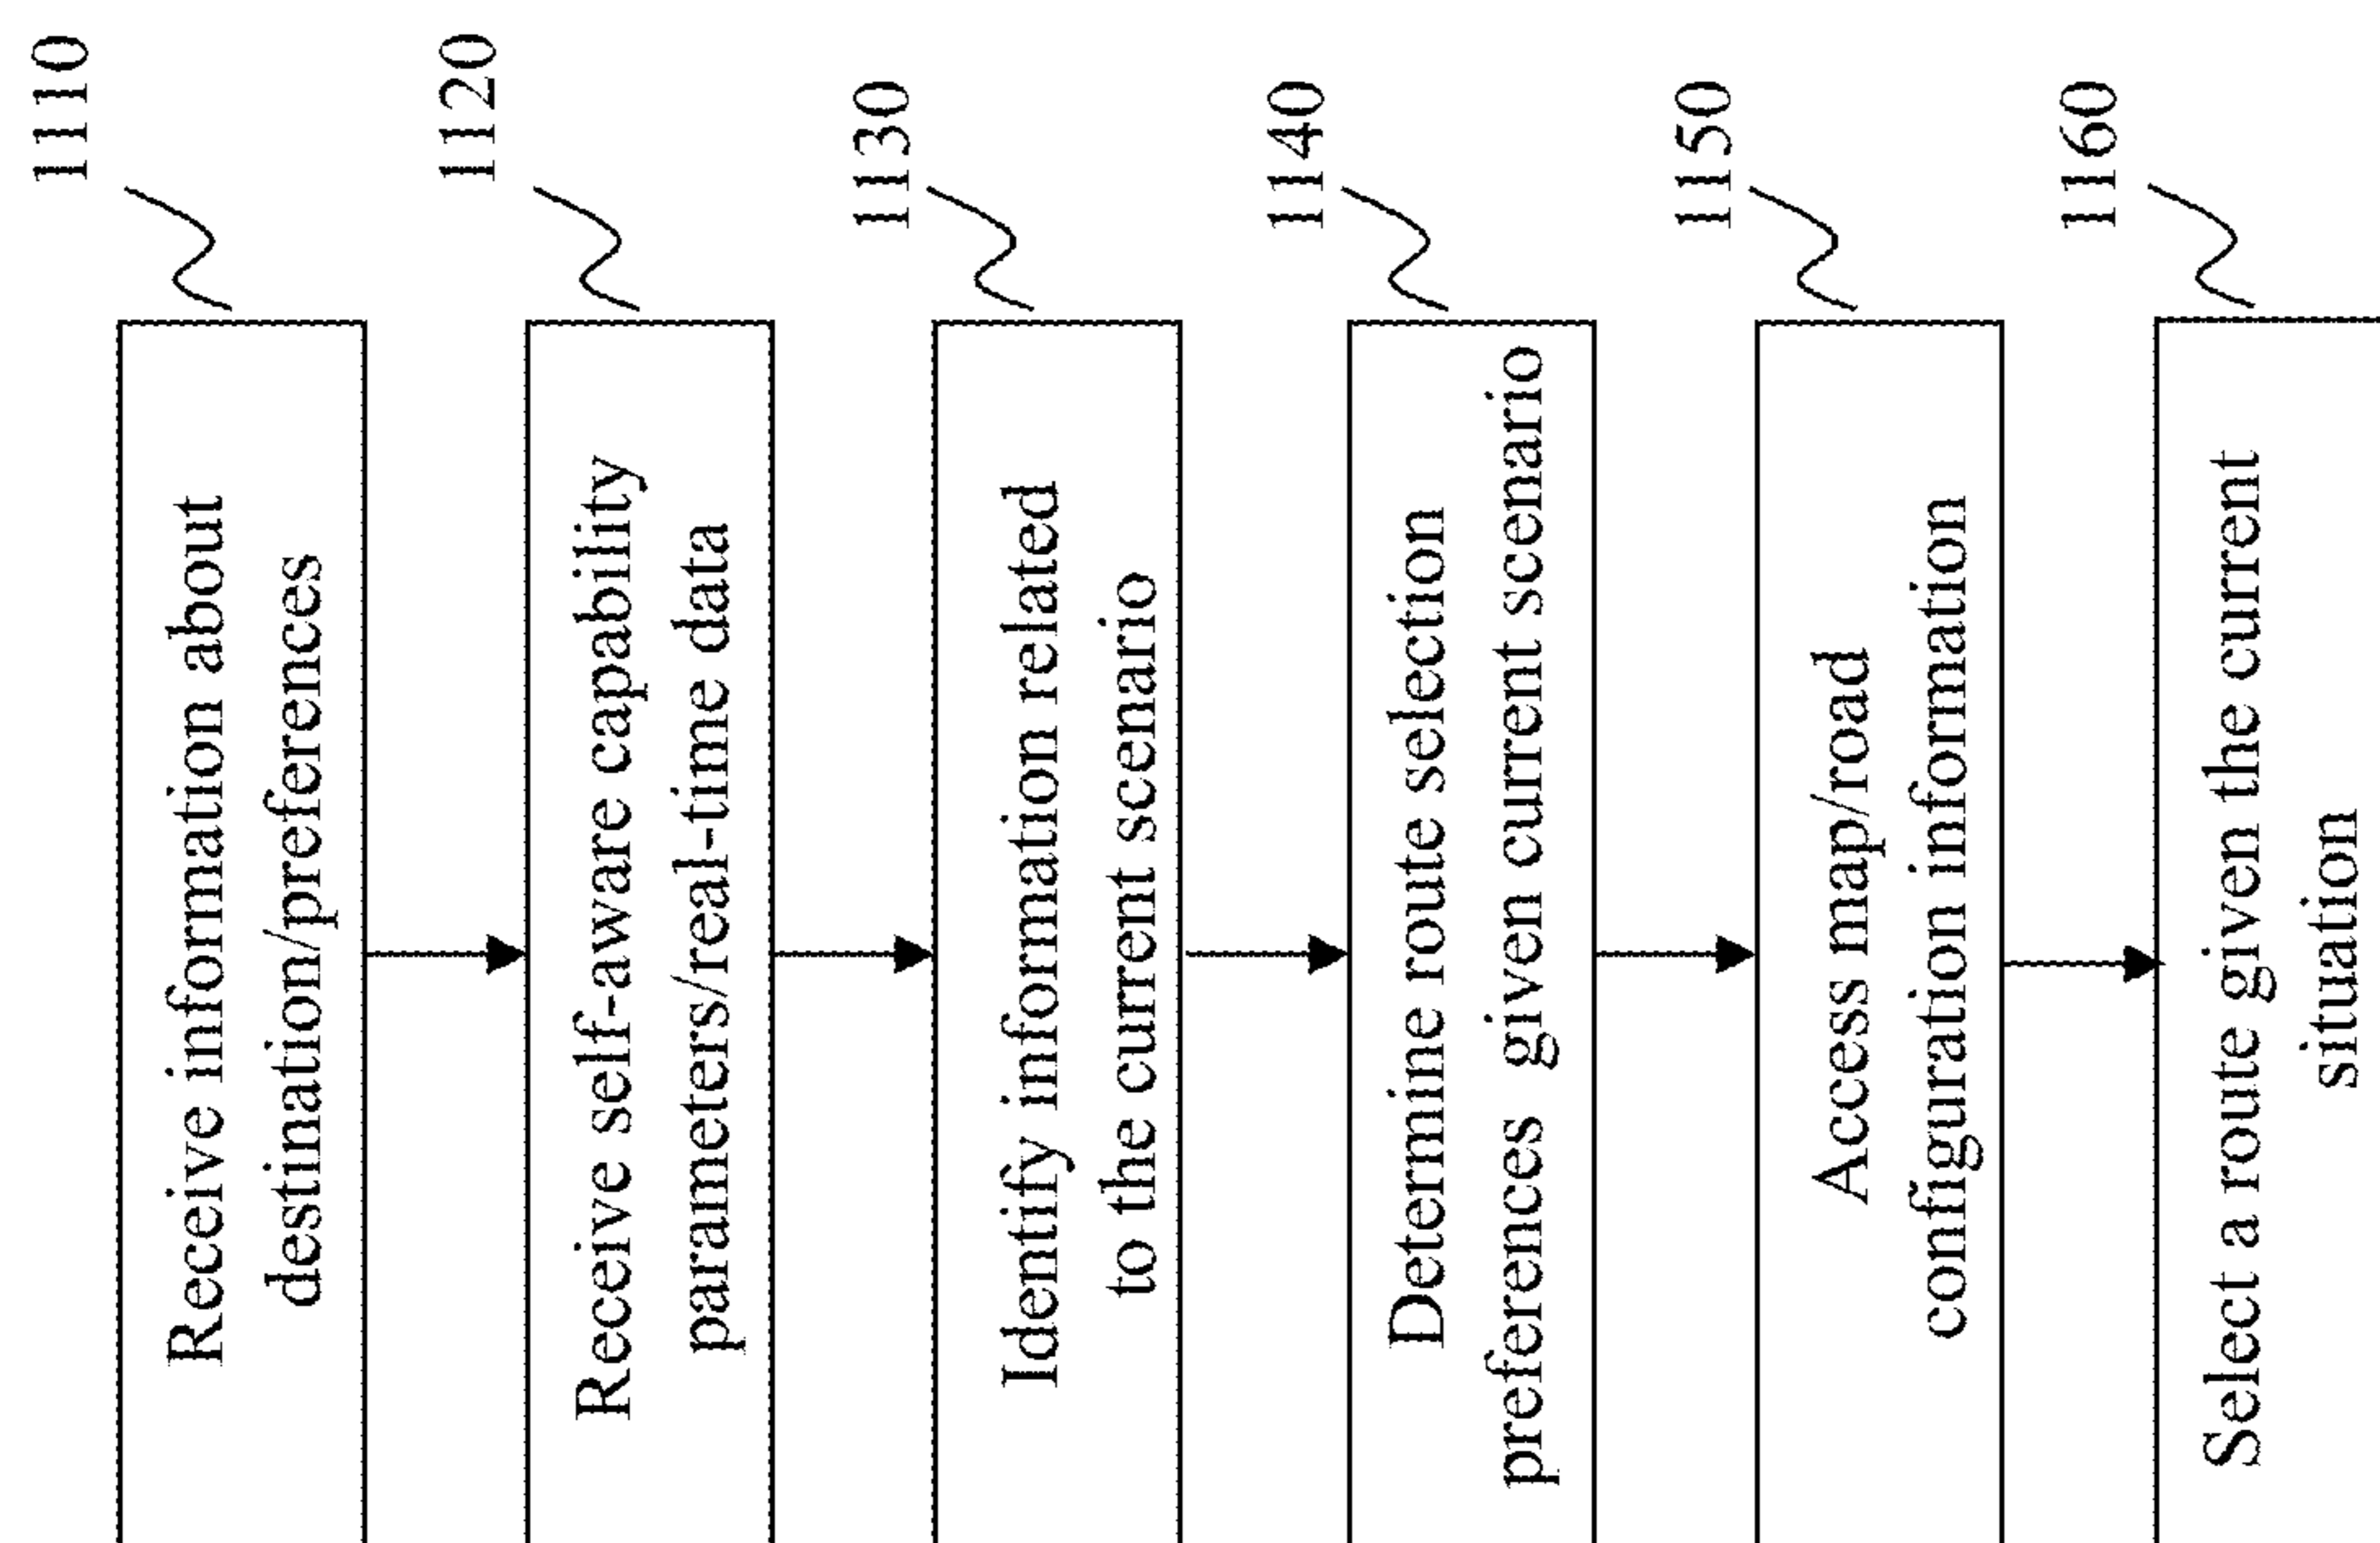 1110
Receive information about
destination/preferences
1120
Receive self-aware capability
parameters/real-time data
1130
Identify information related
to the current scenario
1140
Determine route selection
preferences given current scenario
1150
Access map/road
configuration information
1160
Select a route given the current
situation